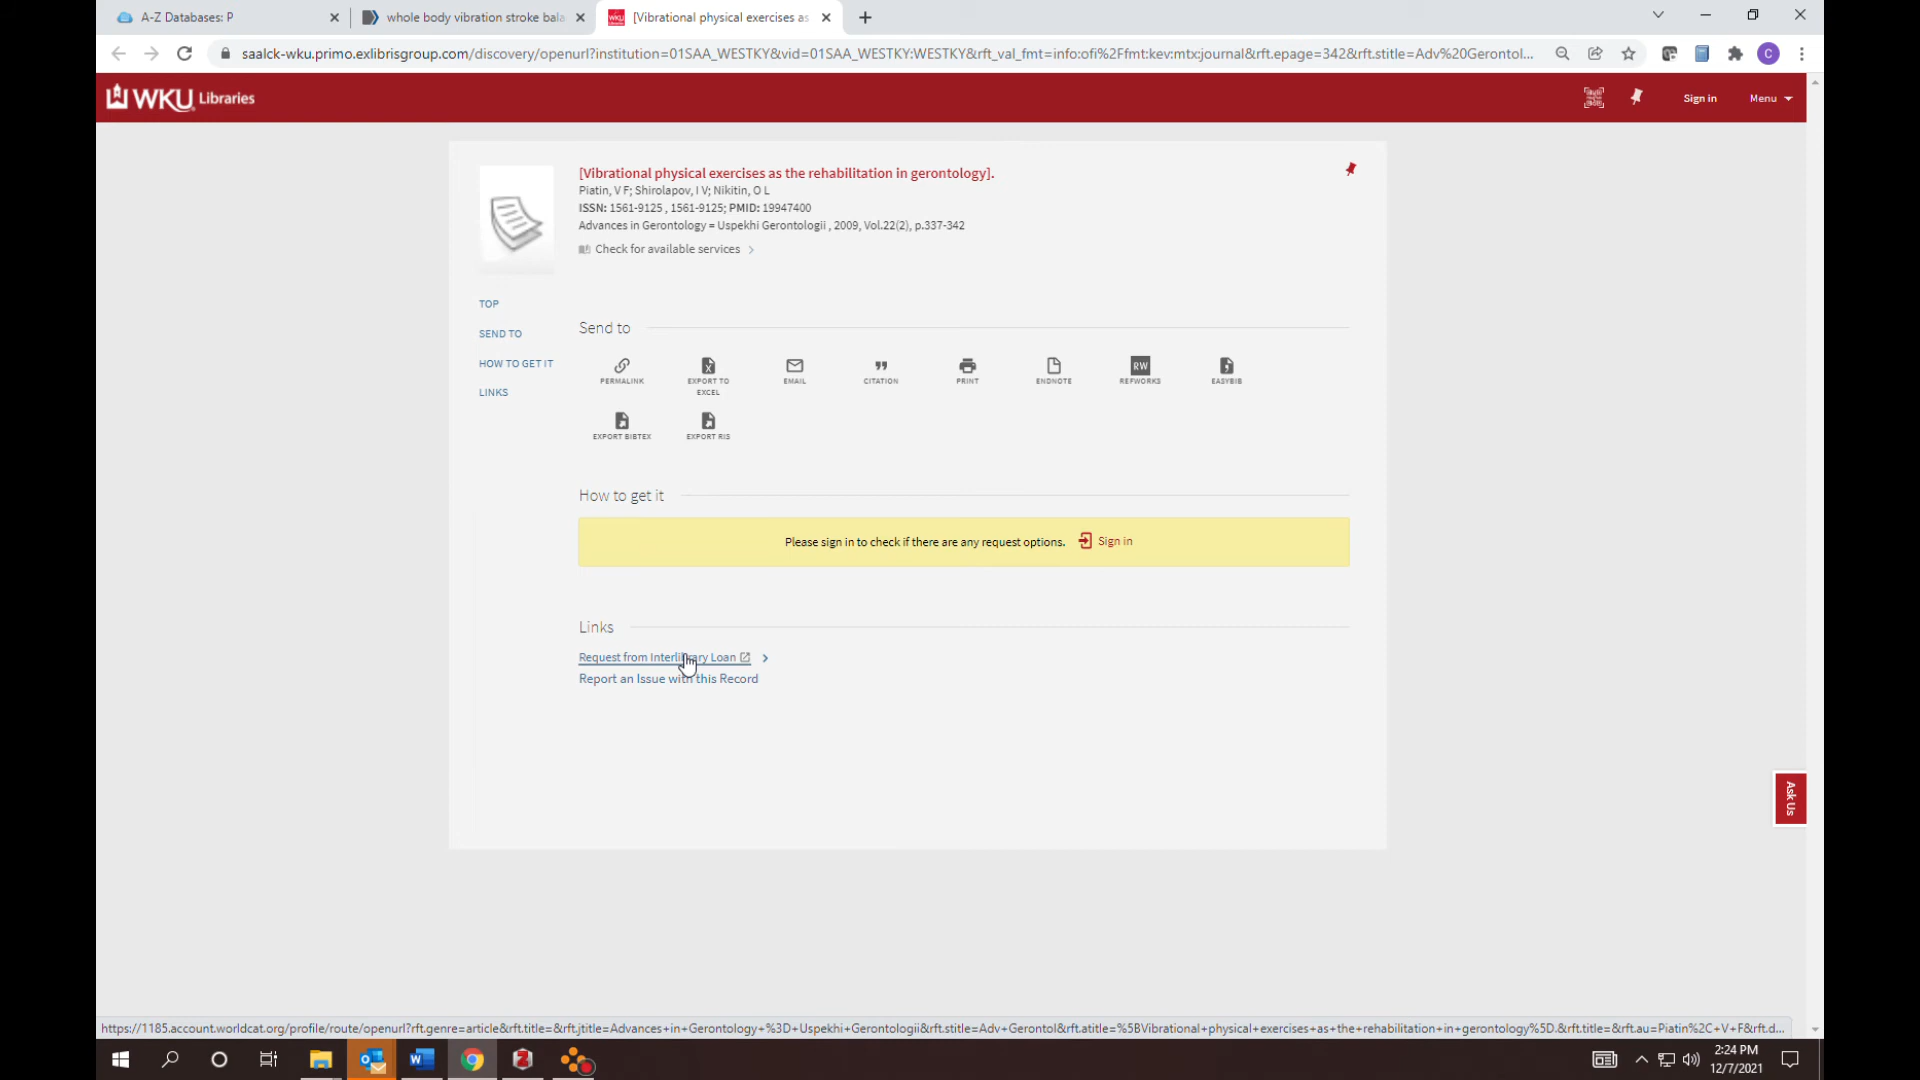 A-Z Databases: P
whole body vibration stroke bala
[Vibrational physical exercises as
saalck-wku.primo.exlibrisgroup.com/discovery/openurl?institution=01SAA_WESTKY&vid=01SAA_WESTKY:WESTKY&rft_val_fmt=info:ofi%2Ffmt:kev:mtx:journal&rft.epage=342&rft.stitle=Adv%20Gerontol...
C
WKU Libraries
Sign in
Menu
[Vibrational physical exercises as the rehabilitation in gerontology].
Piatin, V F; Shirolapov, I V; Nikitin, O L
ISSN: 1561-9125 , 1561-9125; PMID: 19947400
Advances in Gerontology = Uspekhi Gerontologii , 2009, Vol.22(2), p.337-342
Check for available services
TOP
SEND TO
HOW TO GET IT
LINKS
Send to
PERMALINK
EXPORT TO EXCEL
EMAIL
CITATION
PRINT
ENDNOTE
RW
REFWORKS
EASYBIB
EXPORT BIBTEX
EXPORT RIS
How to get it
Please sign in to check if there are any request options.
Sign in
Links
Request from Interlibrary Loan
Report an Issue with this Record
Ask Us
https://1185.account.worldcat.org/profile/route/openurl?rft.genre=article&rft.title=&rft.jtitle=Advances+in+Gerontology+%3D+Uspekhi+Gerontologii&rft.stitle=Adv+Gerontol&rft.atitle=%5BVibrational+physical+exercises+as+the+rehabilitation+in+gerontology%5D.&rft.title=&rft.au=Piatin%2C+V+F&rft.d...
2:24 PM
12/7/2021